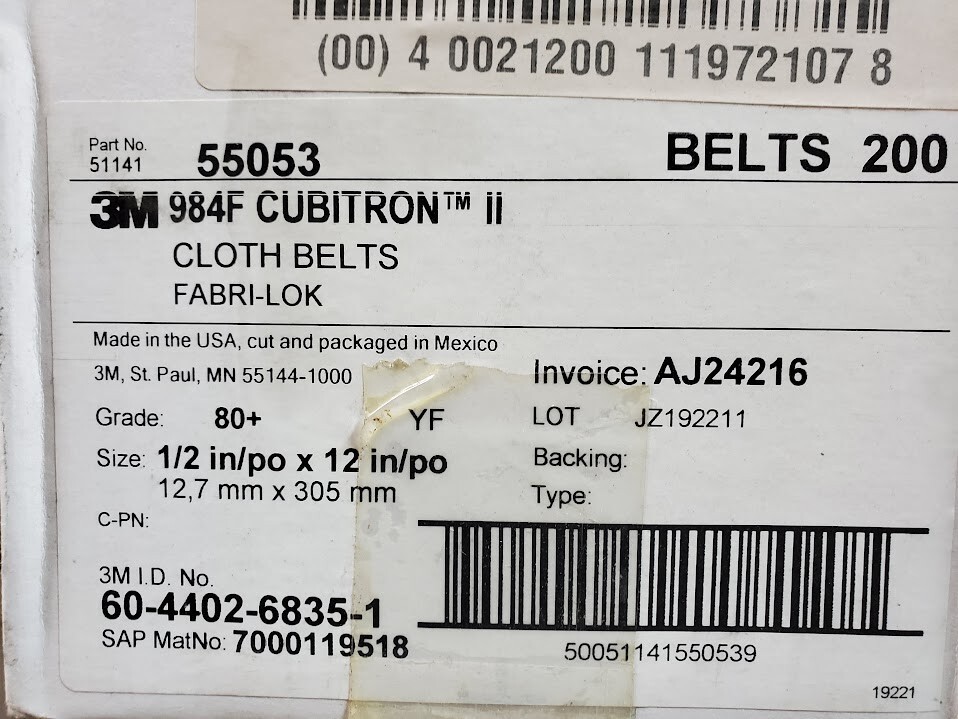 (00) 4 0021200 111972107 8
Part No.
51141 55053 BELTS 200
3M 984F CUBITRON™ II
CLOTH BELTS
FABRI-LOK
Made in the USA, cut and packaged in Mexico
3M, St. Paul, MN 55144-1000 Invoice: AJ24216
Grade: 80+ YF LOT JZ192211
Size: 1/2 in/po x 12 in/po Backing:
12,7 mm x 305 mm Type:
C-PN:
3M I.D. No.
60-4402-6835-1
SAP MatNo: 7000119518 50051141550539
19221